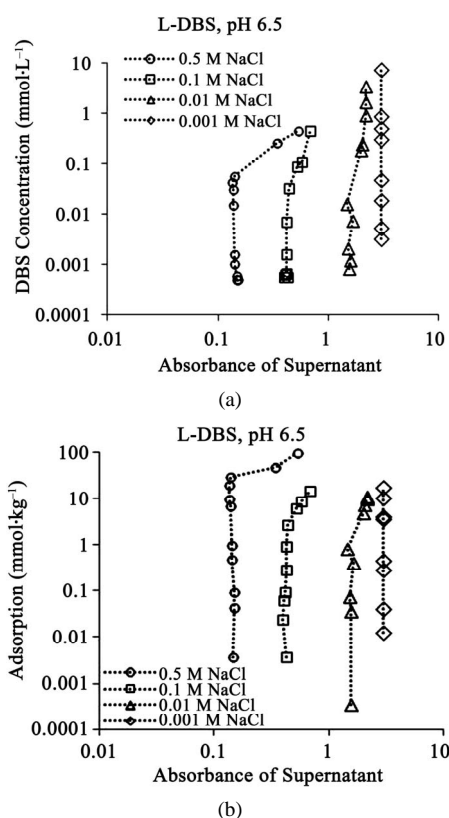 L-DBS, pH 6.5
0.5 M NaCl
0.1 M NaCl
0.01 M NaCl
0.001 M NaCl
DBS Concentration (mmol·L⁻¹)
10
1
0.1
0.01
0.001
0.0001
0.01 0.1 1 10
Absorbance of Supernatant
(a)
L-DBS, pH 6.5
Adsorption (mmol·kg⁻¹)
100
10
1
0.1
0.01
0.001
0.0001
0.5 M NaCl
0.1 M NaCl
0.01 M NaCl
0.001 M NaCl
0.01 0.1 1 10
Absorbance of Supernatant
(b)